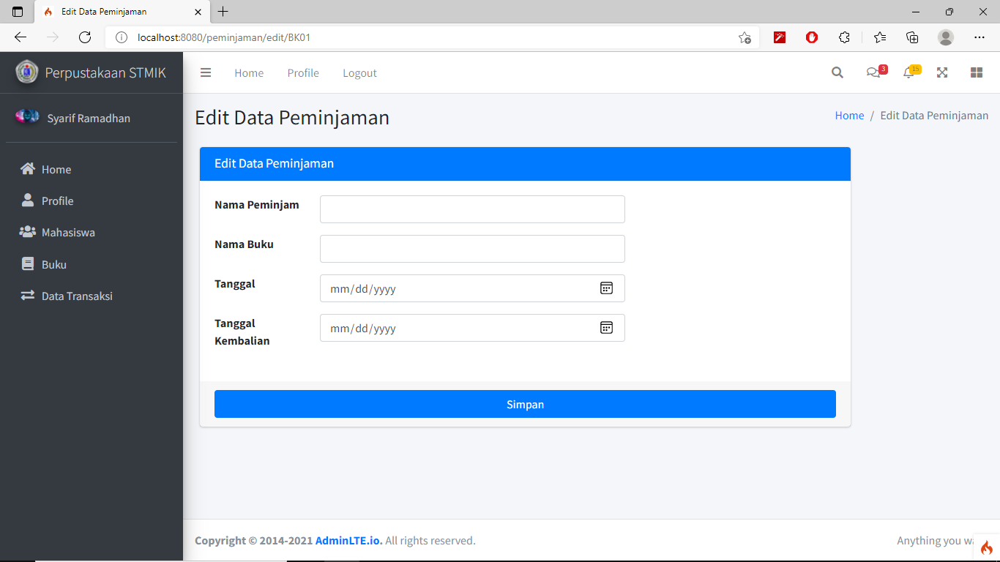 Edit Data Peminjaman
localhost:8080/peminjaman/edit/BK01
Perpustakaan STMIK
Home Profile Logout
3 15
Syarif Ramadhan
Edit Data Peminjaman
Home / Edit Data Peminjaman
Home
Profile
Mahasiswa
Buku
Data Transaksi
Edit Data Peminjaman
Nama Peminjam
Nama Buku
Tanggal
mm/dd/yyyy
Tanggal
Kembalian
mm/dd/yyyy
Simpan
Copyright © 2014-2021 AdminLTE.io. All rights reserved.
Anything you